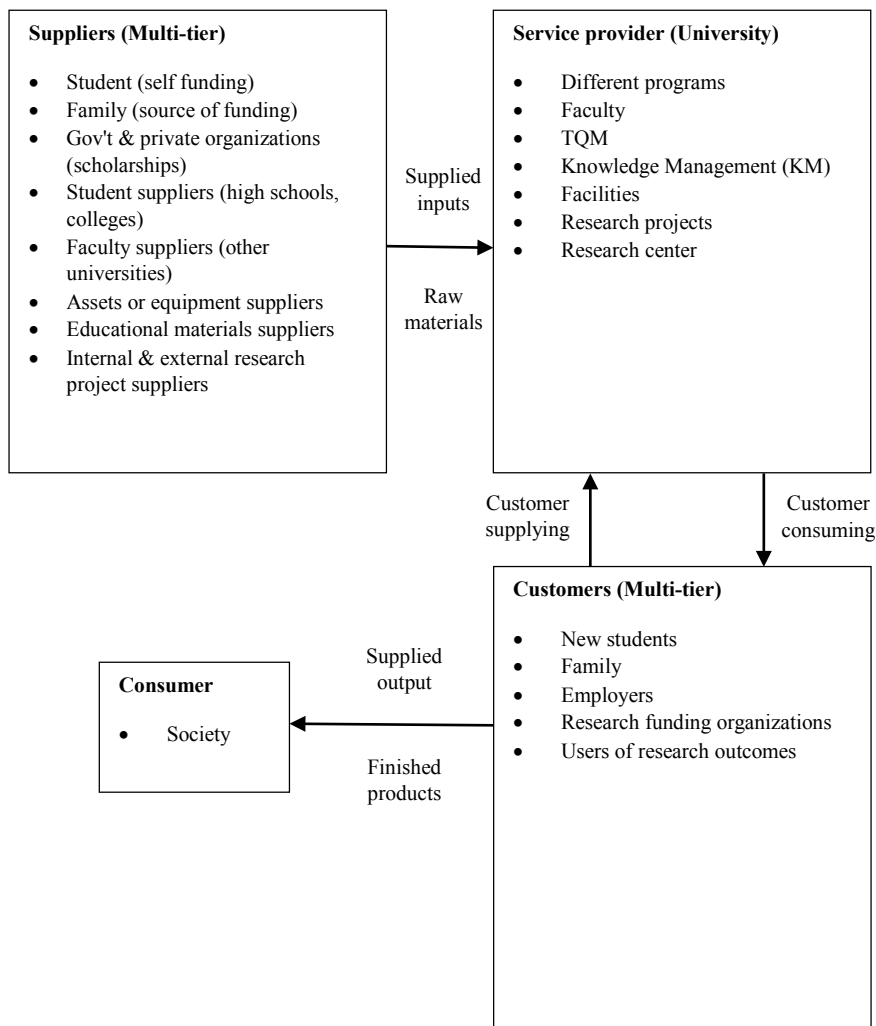 Suppliers (Multi-tier)
• Student (self funding)
• Family (source of funding)
• Gov't & private organizations
(scholarships)
• Student suppliers (high schools,
colleges)
• Faculty suppliers (other
universities)
• Assets or equipment suppliers
• Educational materials suppliers
• Internal & external research
project suppliers
Supplied
inputs
Raw
materials
Service provider (University)
• Different programs
• Faculty
• TQM
• Knowledge Management (KM)
• Facilities
• Research projects
• Research center
Customer
supplying
Customer
consuming
Customers (Multi-tier)
• New students
• Family
• Employers
• Research funding organizations
• Users of research outcomes
Supplied
output
Finished
products
Consumer
• Society